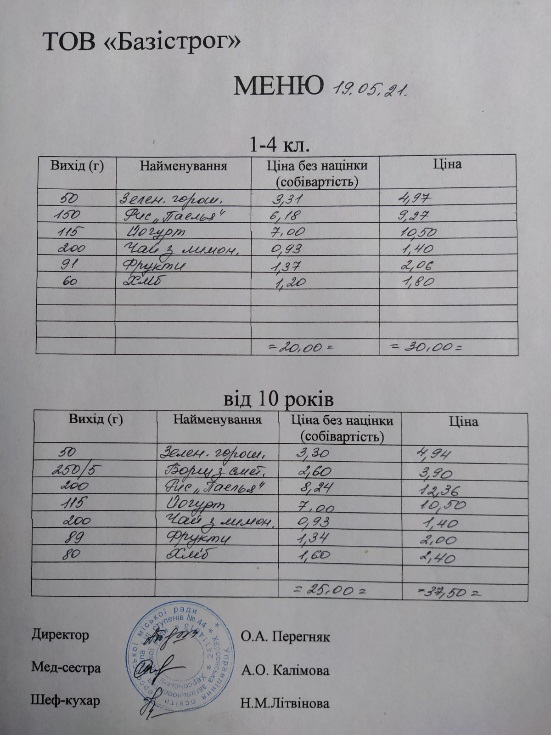 ТОВ «Базістрог»
МЕНЮ 19.05.21.
1-4 кл.
Вихід (г) Найменування Ціна без націнки (собівартість) Ціна
50 Зелен. горош. 3,31 4,97
150 Рис „Паелья" 6,18 9,27
115 Йогурт 7,00 10,50
200 Чай з лимон. 0,93 1,40
91 Фрукти 1,37 2,06
60 Хліб 1,20 1,80
=20,00= =30,00=
від 10 років
Вихід (г) Найменування Ціна без націнки (собівартість) Ціна
50 Зелен. горош. 3,30 4,94
250/5 Борщ з смет. 2,60 3,90
200 Рис „Паелья" 8,24 12,36
115 Йогурт 7,00 10,50
200 Чай з лимон. 0,93 1,40
89 Фрукти 1,34 2,00
80 Хліб 1,60 2,40
=25,00= =37,50=
Директор О.А. Перегняк
Мед-сестра А.О. Калімова
Шеф-кухар Н.М.Літвінова